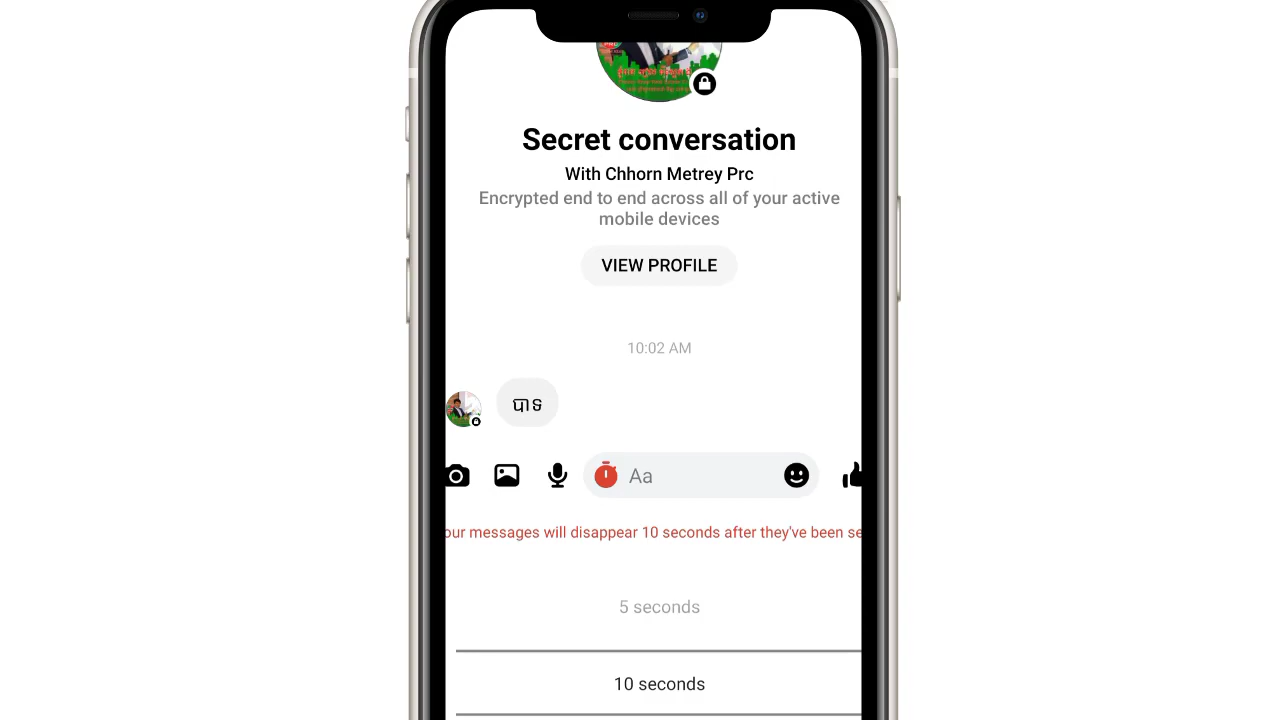 Secret conversation
With Chhorn Metrey Prc
Encrypted end to end across all of your active
mobile devices
VIEW PROFILE
10:02 AM
បាទ
Aa
our messages will disappear 10 seconds after they've been se
5 seconds
10 seconds